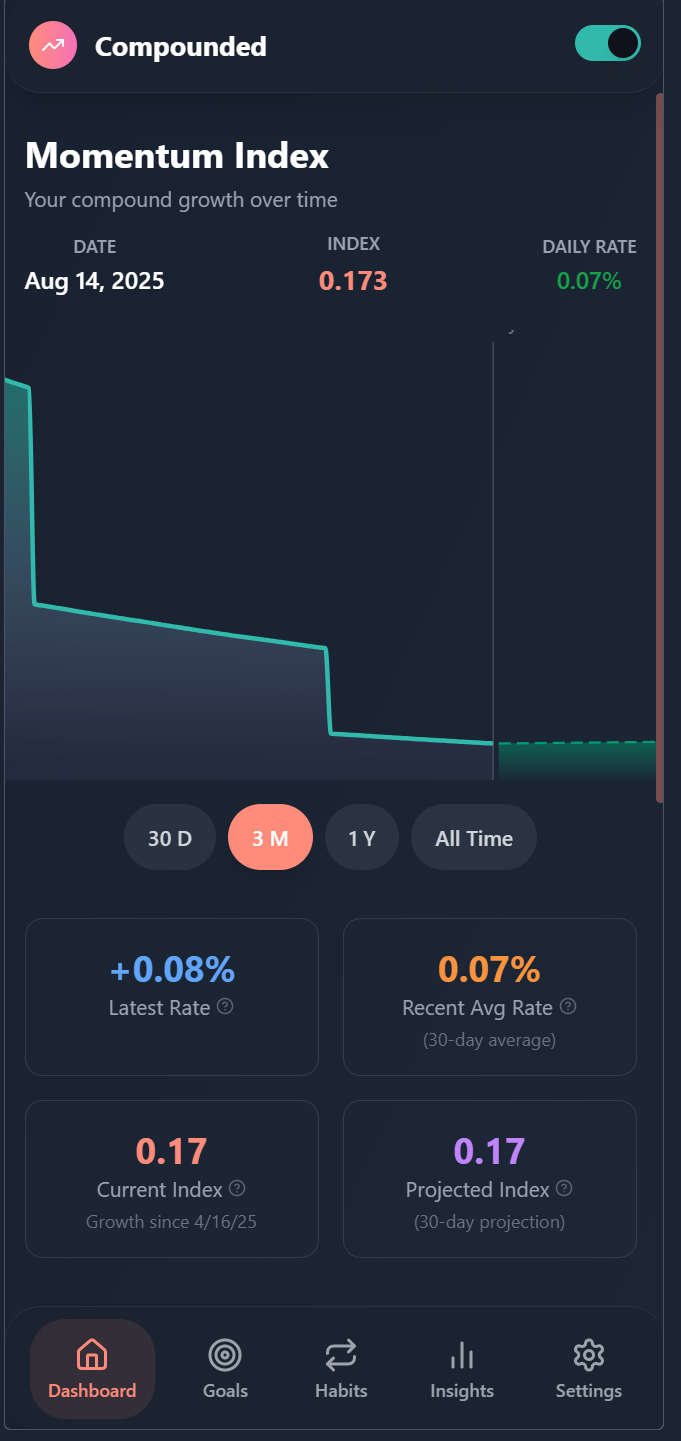 Compounded
Momentum Index
Your compound growth over time
DATE INDEX DAILY RATE
Aug 14, 2025 0.173 0.07%
30 D 3 M 1 Y All Time
+0.08% 0.07%
Latest Rate Recent Avg Rate
(30-day average)
0.17 0.17
Current Index Projected Index
Growth since 4/16/25 (30-day projection)
Dashboard Goals Habits Insights Settings